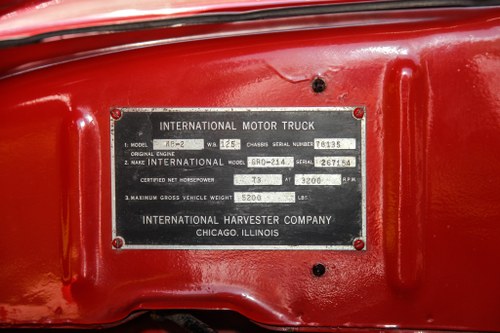 INTERNATIONAL MOTOR TRUCK
1. MODEL KB-2 W.B. 125 CHASSIS SERIAL NUMBER 78135
ORIGINAL ENGINE
2. MAKE INTERNATIONAL MODEL GRD-214 SERIAL 267154
CERTIFIED NET HORSEPOWER 73 AT 3200 R.P.M.
3. MAXIMUM GROSS VEHICLE WEIGHT 5200 LBS.
INTERNATIONAL HARVESTER COMPANY
CHICAGO, ILLINOIS